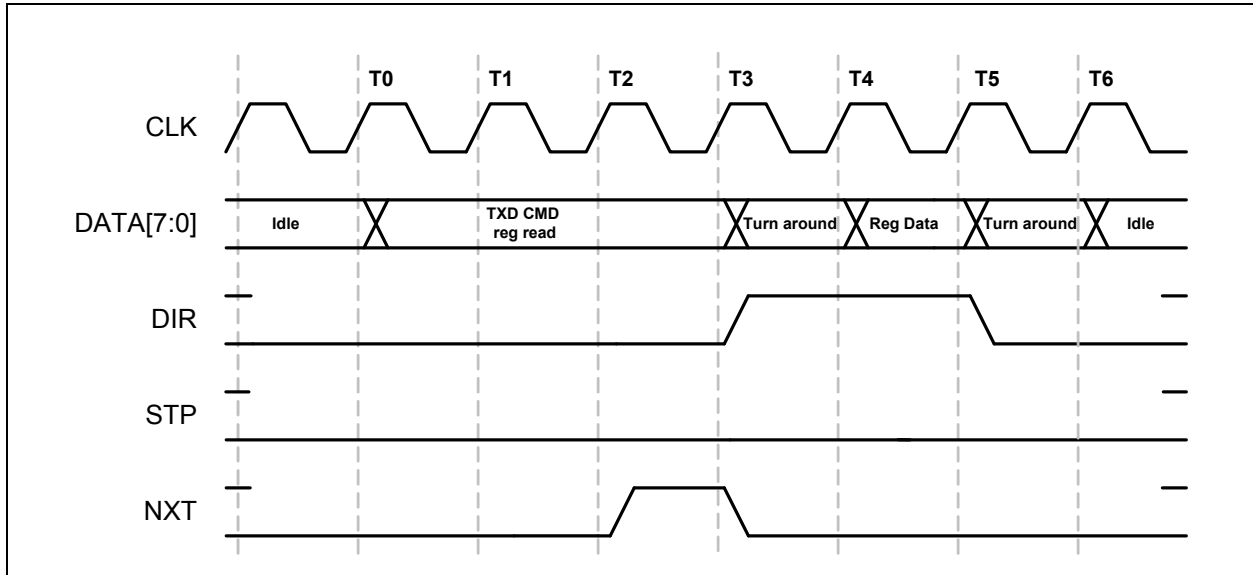 T0 T1 T2 T3 T4 T5 T6
CLK
DATA[7:0]
Idle
TXD CMD
reg read
Turn around
Reg Data
Turn around
Idle
DIR
STP
NXT